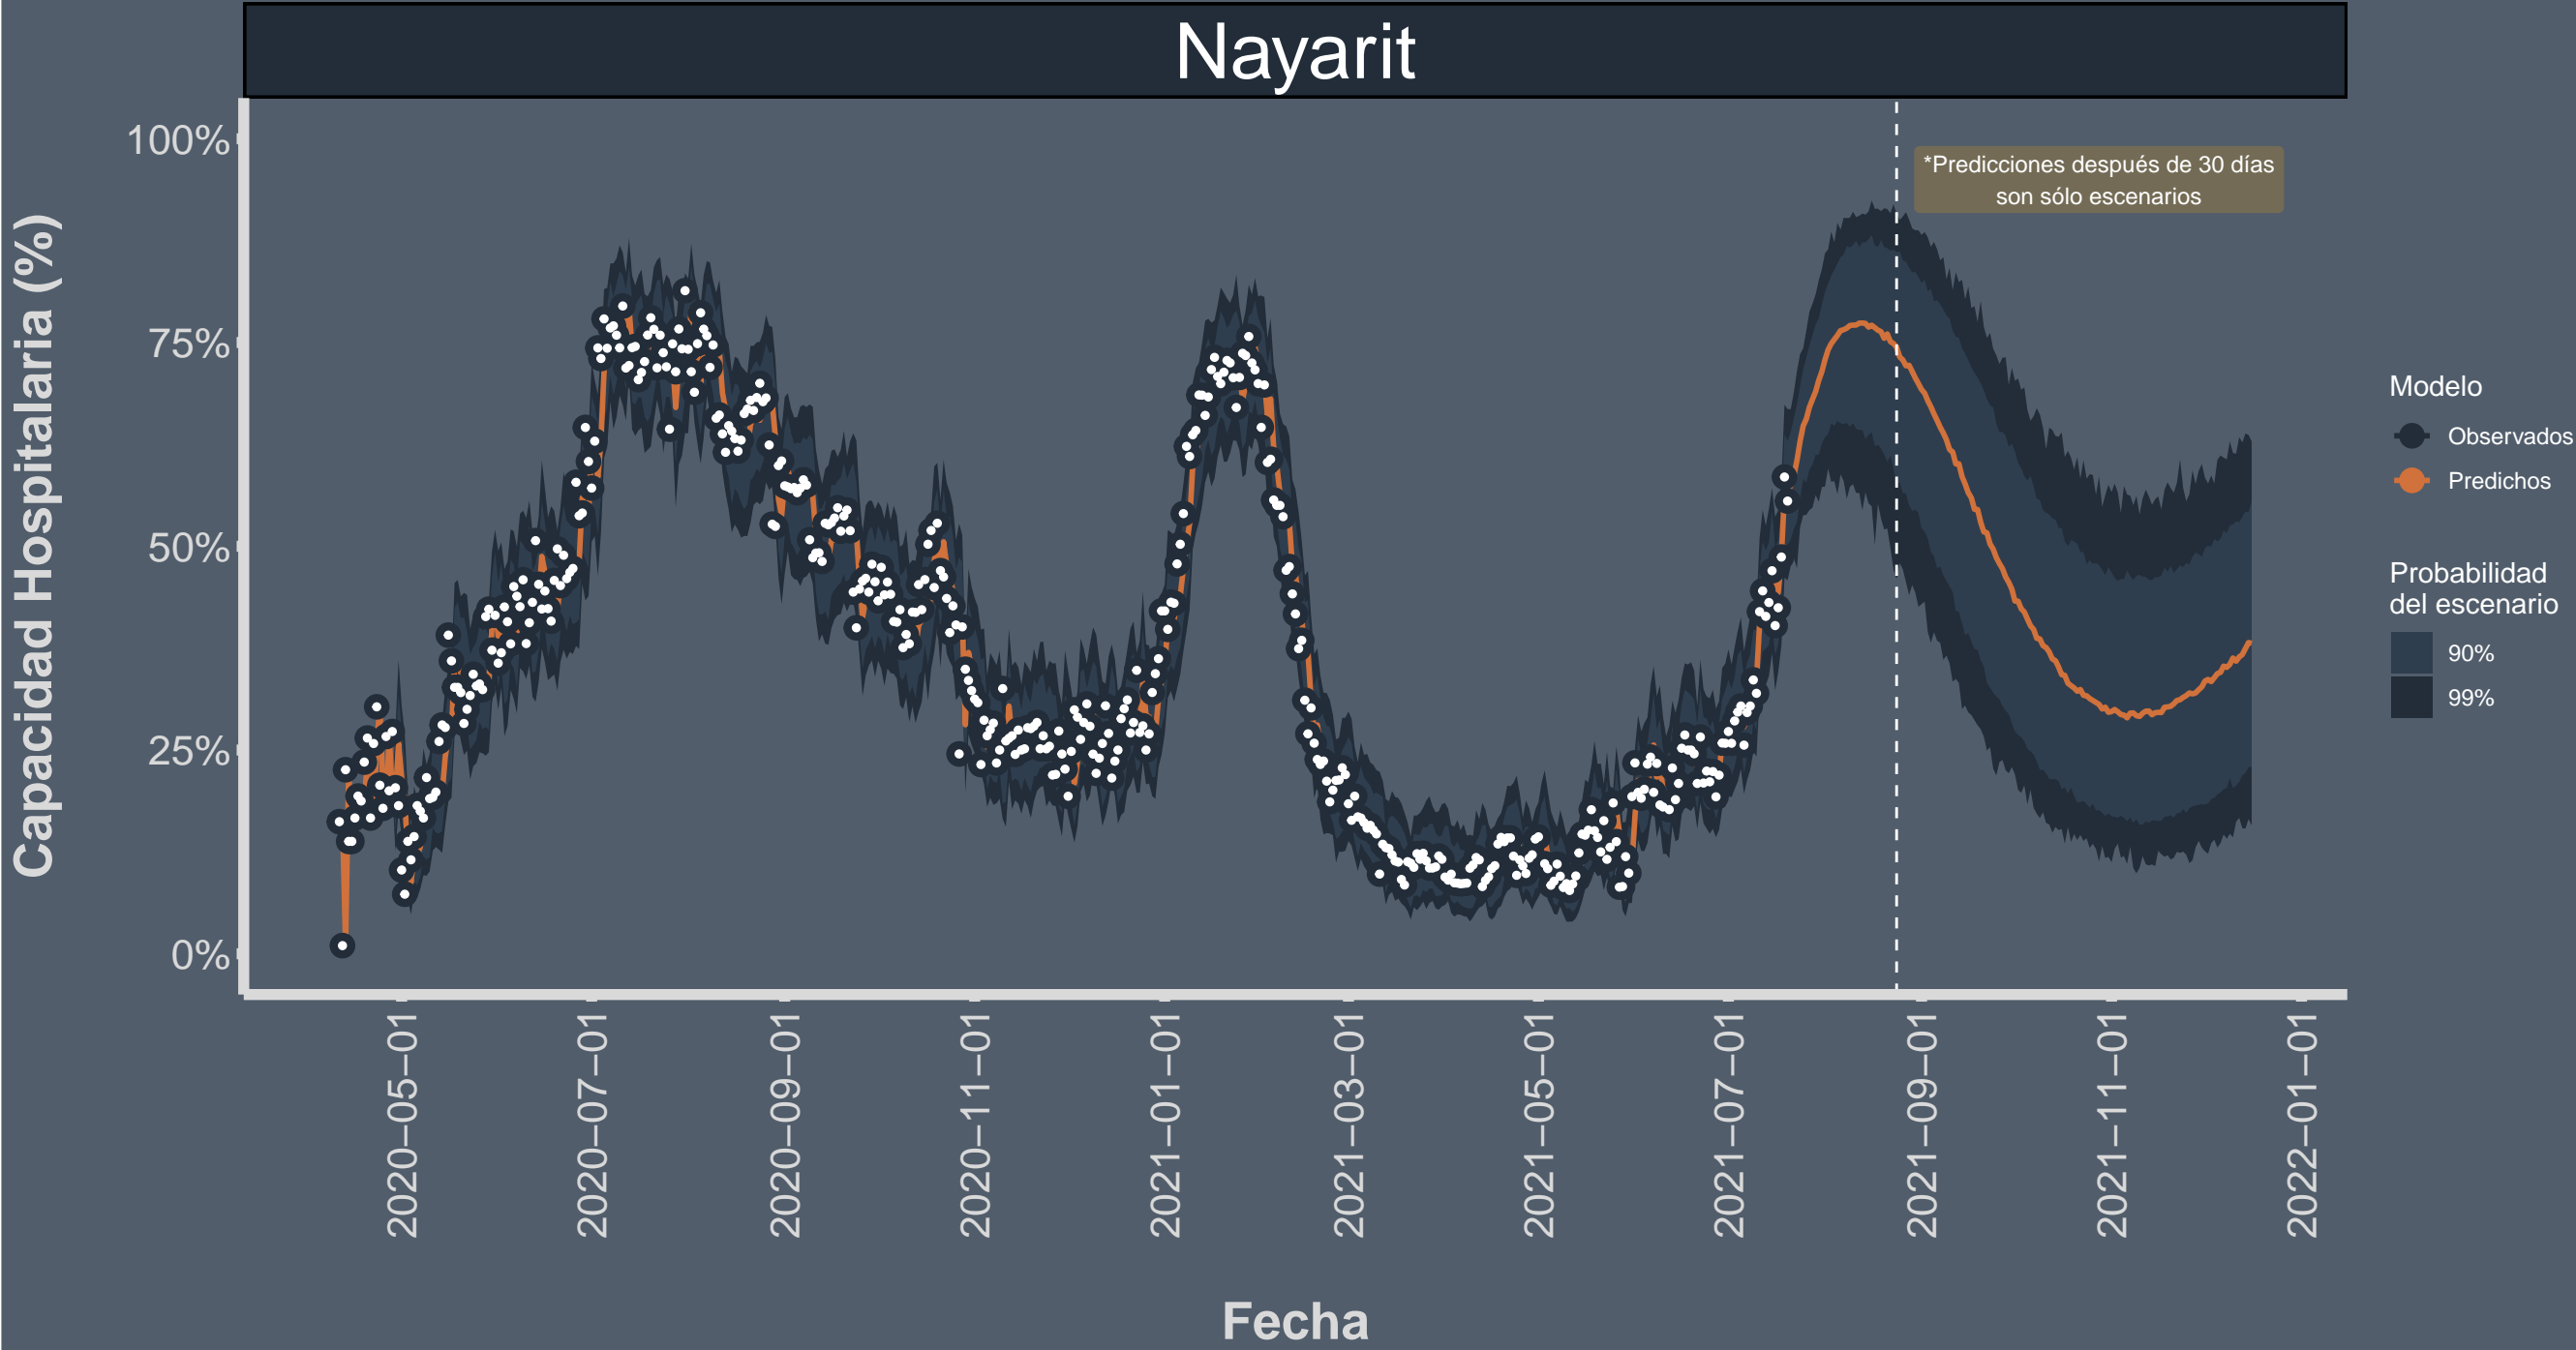 Nayarit
Capacidad Hospitalaria (%)
100%
75%
50%
25%
0%
*Predicciones después de 30 días
son sólo escenarios
Modelo
Observados
Predichos
Probabilidad
del escenario
90%
99%
2020−05−01
2020−07−01
2020−09−01
2020−11−01
2021−01−01
2021−03−01
2021−05−01
2021−07−01
2021−09−01
2021−11−01
2022−01−01
Fecha